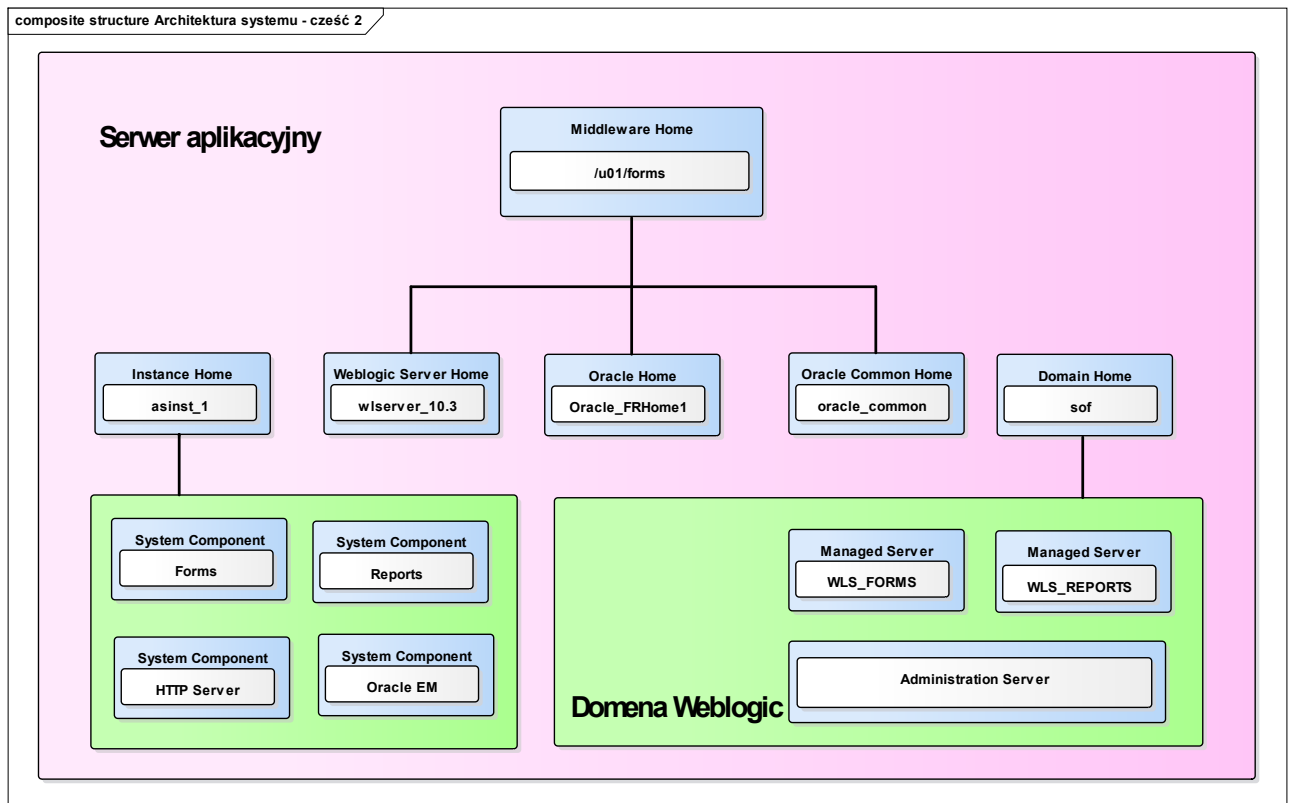 composite structure Architektura systemu - cześć 2
Serwer aplikacyjny
Middleware Home
/u01/forms
Instance Home
asinst_1
Weblogic Server Home
wlserver_10.3
Oracle Home
Oracle_FRHome1
Oracle Common Home
oracle_common
Domain Home
sof
System Component
Forms
System Component
Reports
System Component
HTTP Server
System Component
Oracle EM
Managed Server
WLS_FORMS
Managed Server
WLS_REPORTS
Administration Server
Domena Weblogic